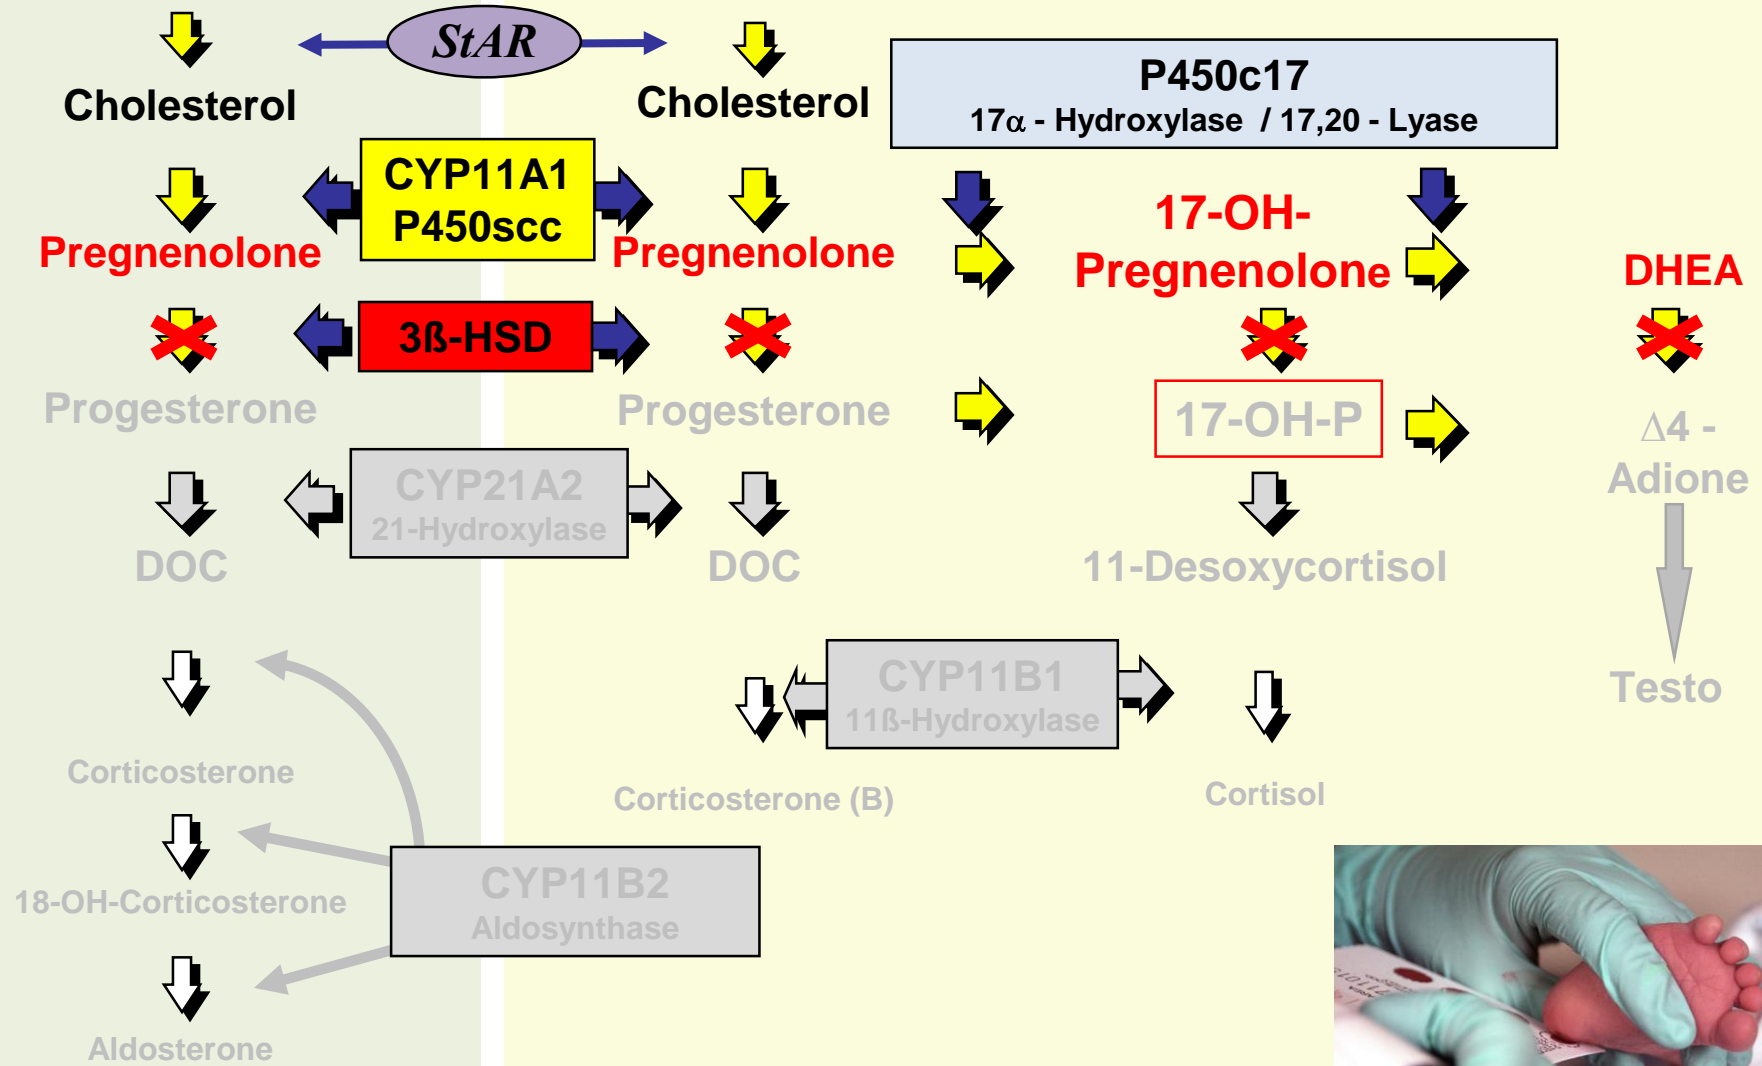 StAR
Cholesterol
Cholesterol
P450c17
17α - Hydroxylase / 17,20 - Lyase
CYP11A1
P450scc
Pregnenolone
Pregnenolone
17-OH-
Pregnenolone
DHEA
3ß-HSD
Progesterone
Progesterone
17-OH-P
Δ4 -
Adione
CYP21A2
21-Hydroxylase
DOC
DOC
11-Desoxycortisol
CYP11B1
11ß-Hydroxylase
Testo
Corticosterone
Corticosterone (B)
Cortisol
18-OH-Corticosterone
CYP11B2
Aldosynthase
Aldosterone